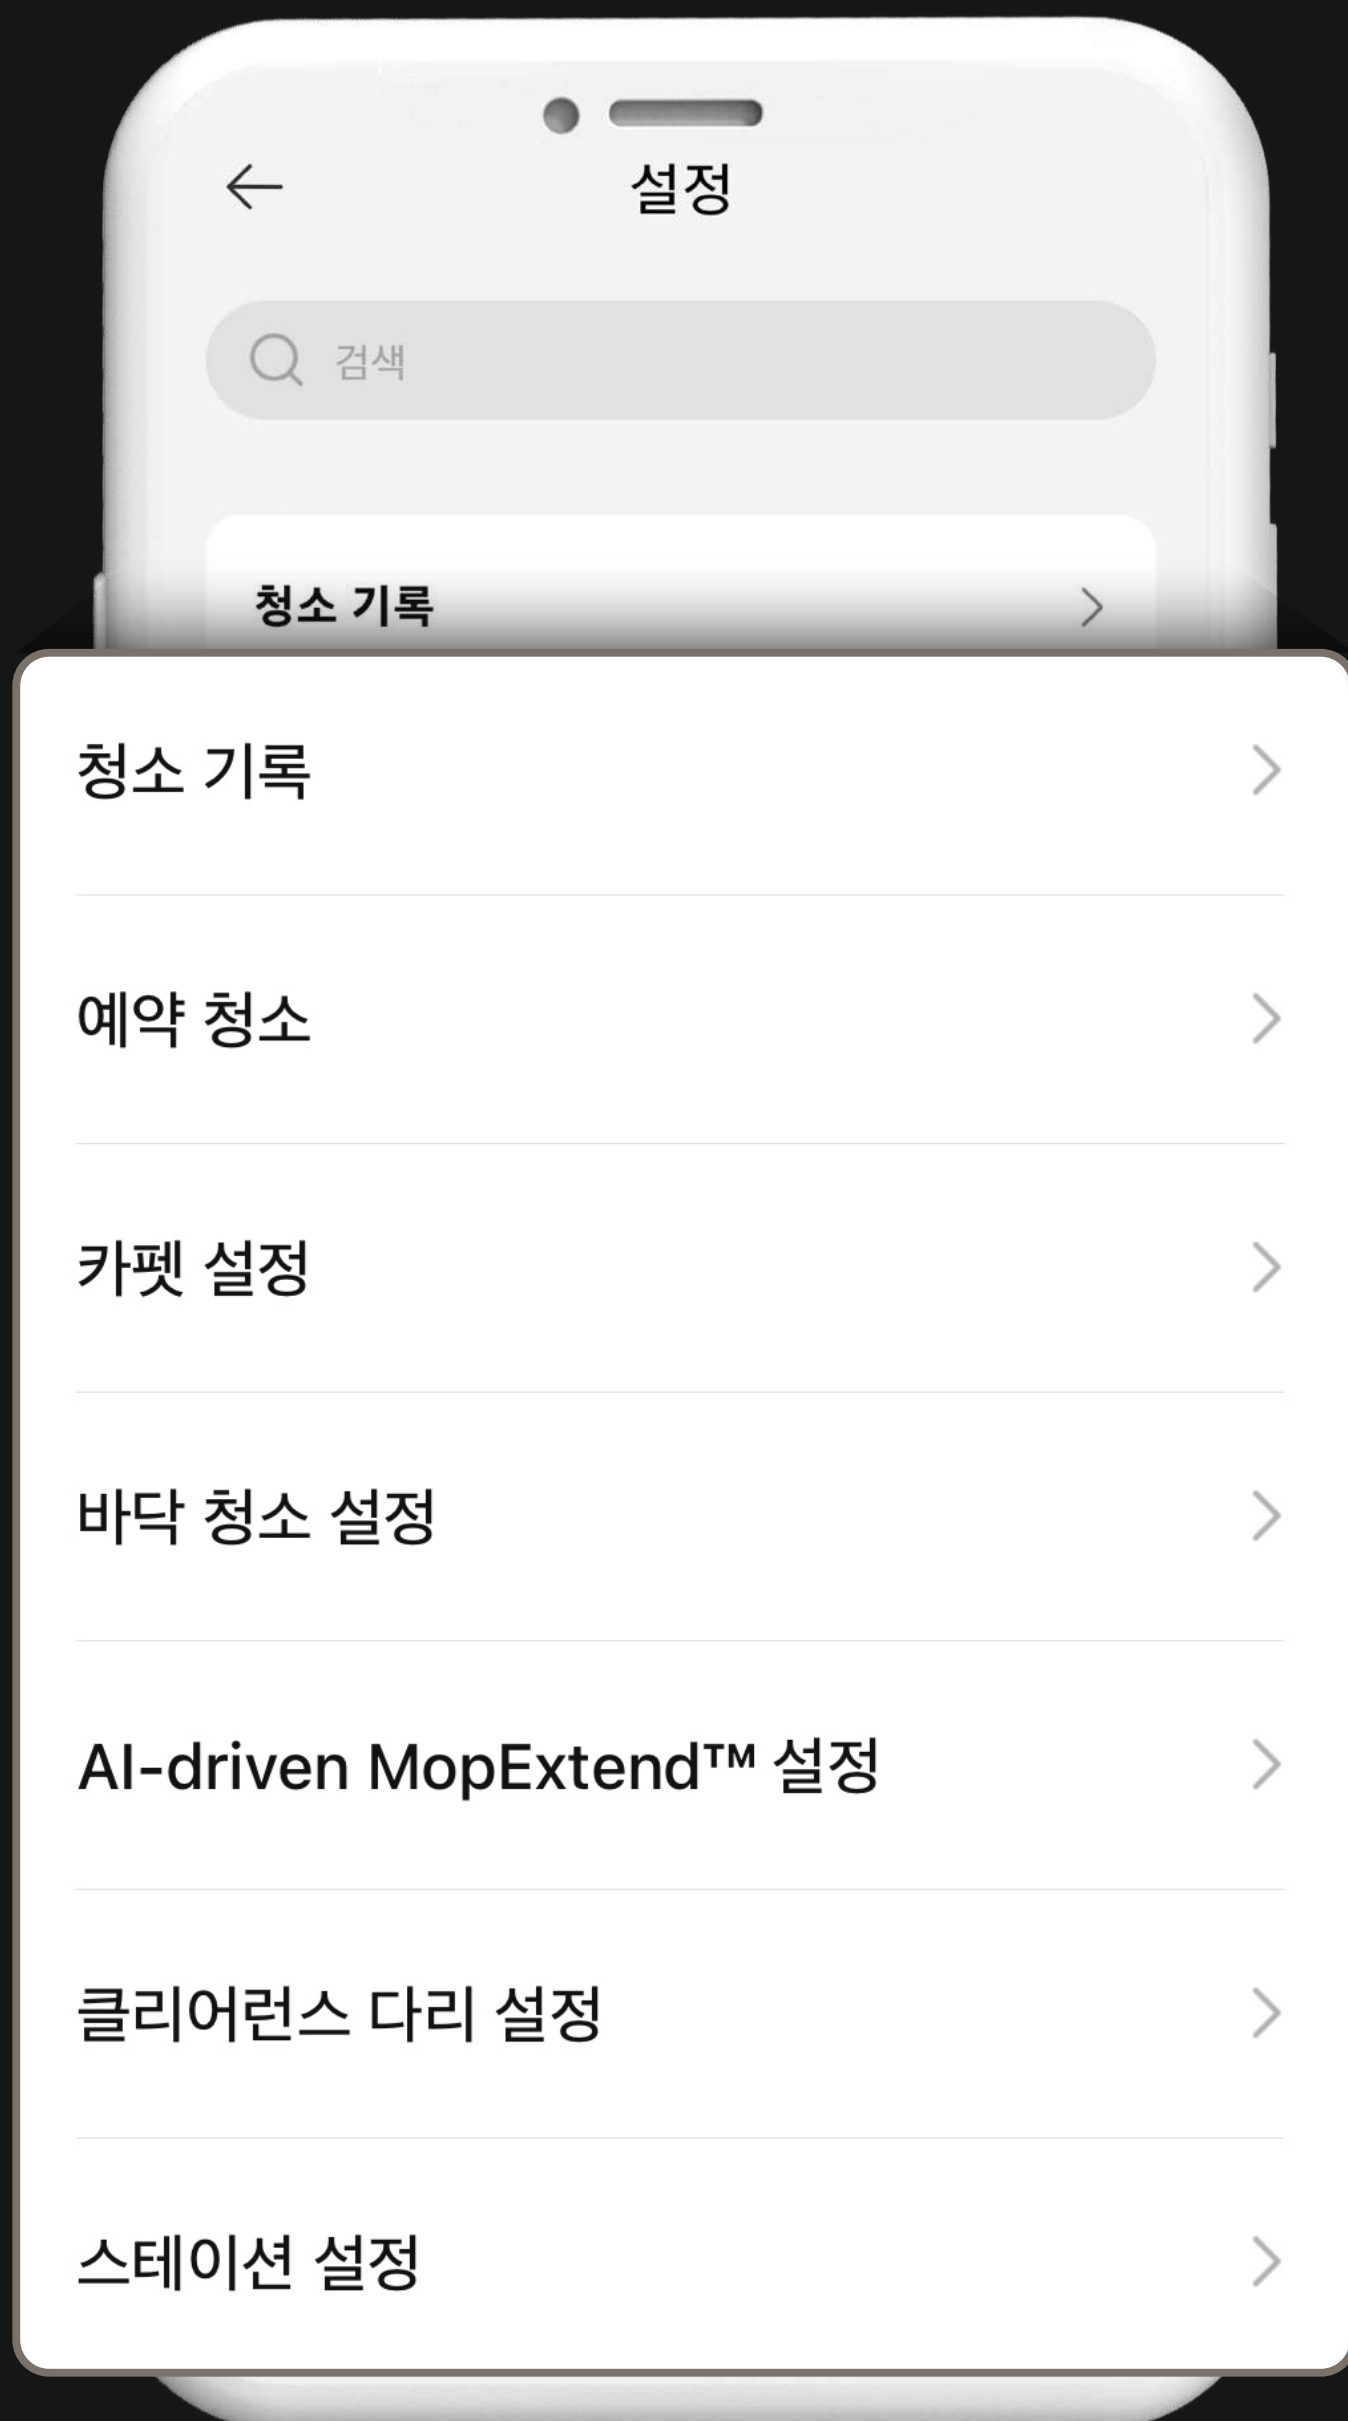 설정
검색
청소 기록
청소 기록
예약 청소
카펫 설정
바닥 청소 설정
AI-driven MopExtend™ 설정
클리어런스 다리 설정
스테이션 설정